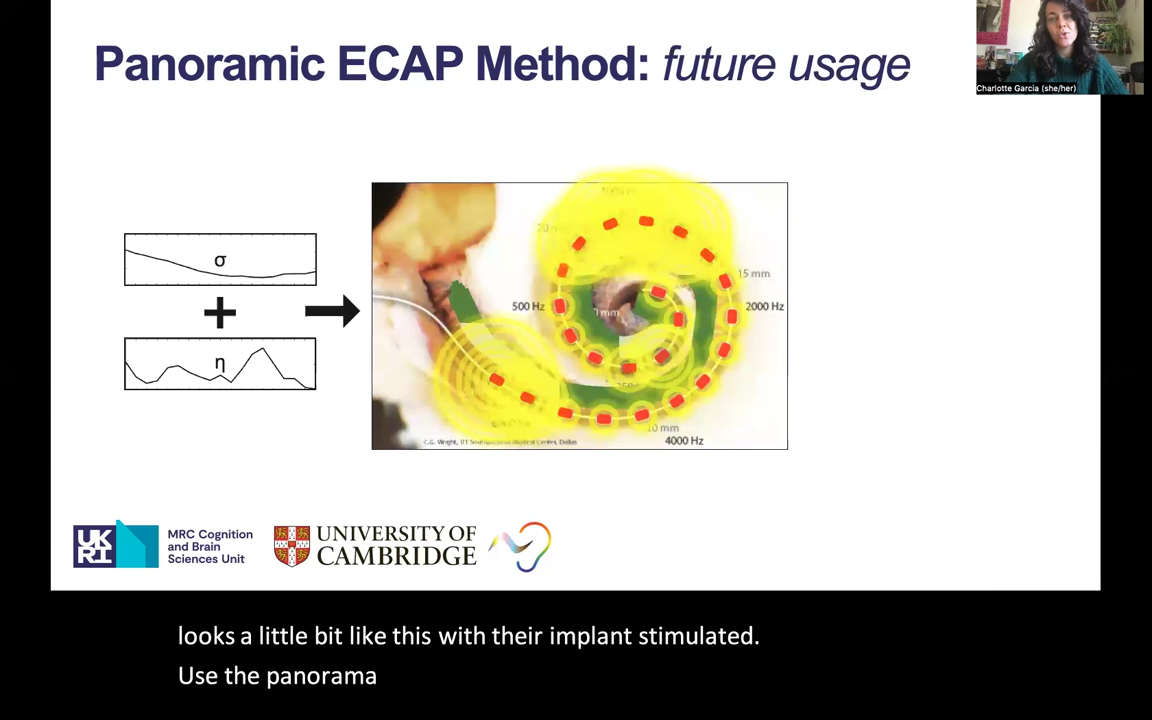 Panoramic ECAP Method: future usage
Charlotte Garcia (she/her)
σ
+
η
15 mm
500 Hz
2000 Hz
10 mm
4000 Hz
UK
RI
MRC Cognition
and Brain
Sciences Unit
UNIVERSITY OF
CAMBRIDGE
looks a little bit like this with their implant stimulated.
Use the panorama